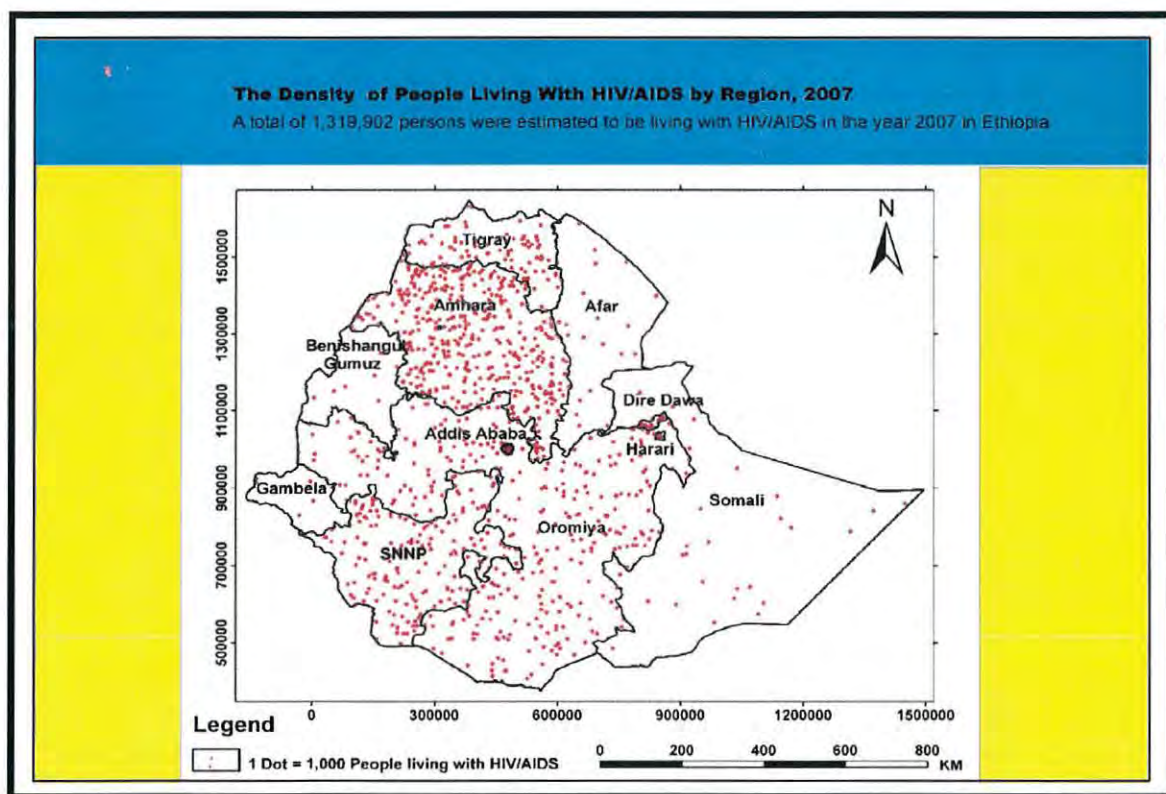 The Density of People Living With HIV/AIDS by Region, 2007
A total of 1,319,902 persons were estimated to be living with HIV/AIDS in the year 2007 in Ethiopia
N
1500000
1300000
1100000
900000
700000
500000
Tigray
Amhara
Afar
Benishangul
Gumuz
Dire Dawa
Addis Ababa
Harari
Gambela
Somali
Oromiya
SNNP
0 300000 600000 900000 1200000 1500000
Legend
1 Dot = 1,000 People living with HIV/AIDS
0 200 400 600 800
KM